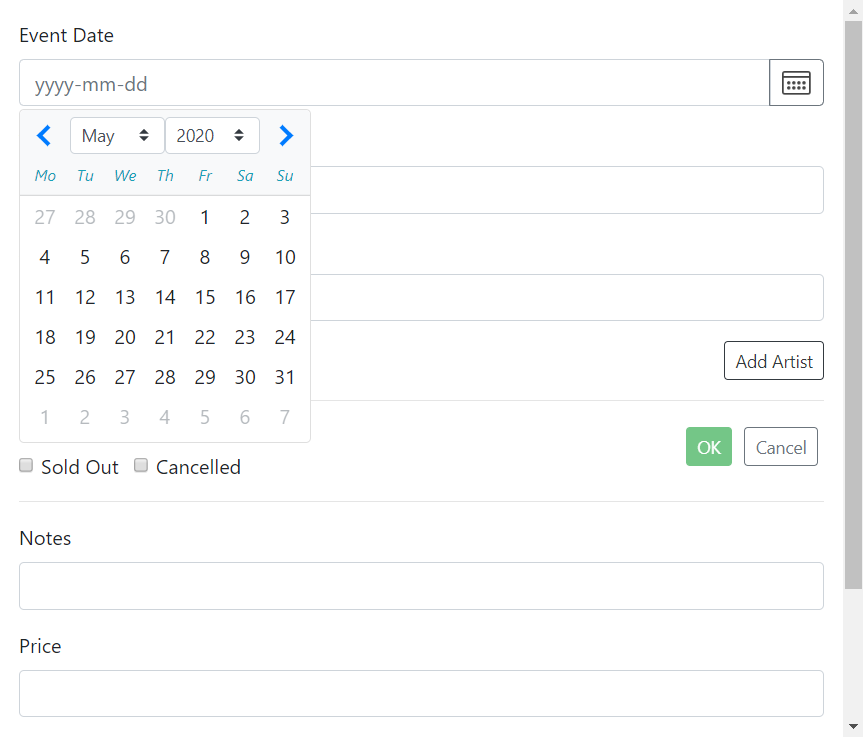 Event Date
yyyy-mm-dd
May 2020
Mo Tu We Th Fr Sa Su
27 28 29 30 1 2 3
4 5 6 7 8 9 10
11 12 13 14 15 16 17
18 19 20 21 22 23 24
25 26 27 28 29 30 31
1 2 3 4 5 6 7
Add Artist
OK Cancel
Sold Out Cancelled
Notes
Price